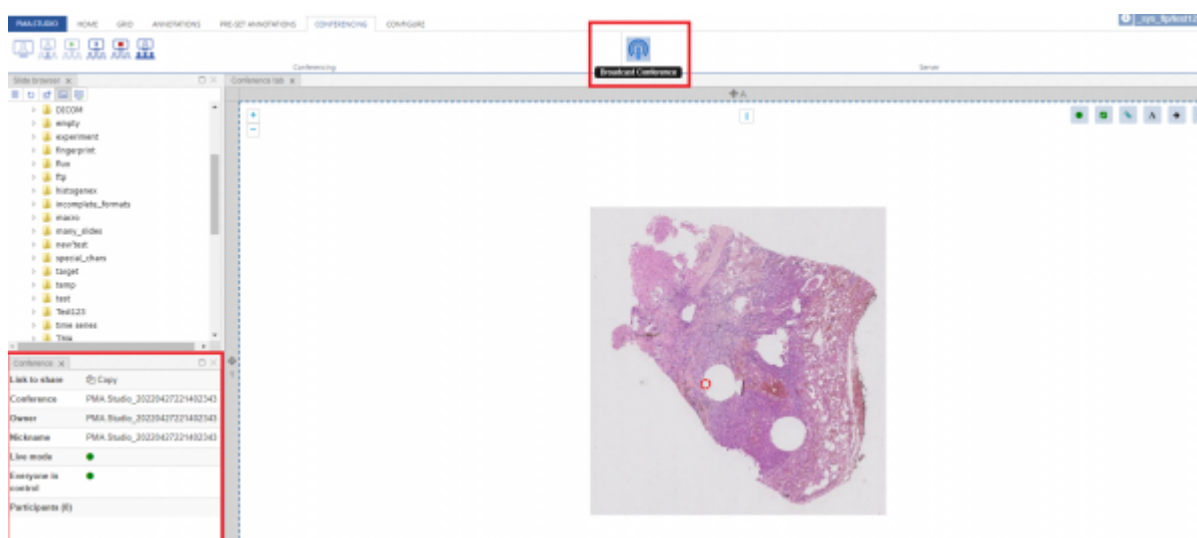 PMA.STUDIO HOME GRID ANNOTATIONS PRE-SET ANNOTATIONS CONFERENCING CONFIGURE
Conferencing
Broadcast Conference
Server
Slide browser
Conference tab
A
DICOM
empty
experiment
fingerprint
flux
ftp
histogenex
incomplete_formats
macro
many_slides
new'test
special_chars
target
temp
test
Test123
time series
TMA
Conference
Link to share Copy
Conference PMA.Studio_20220427221402343
Owner PMA.Studio_20220427221402343
Nickname PMA.Studio_20220427221402343
Live mode
Everyone in
control
Participants (0)
1
A